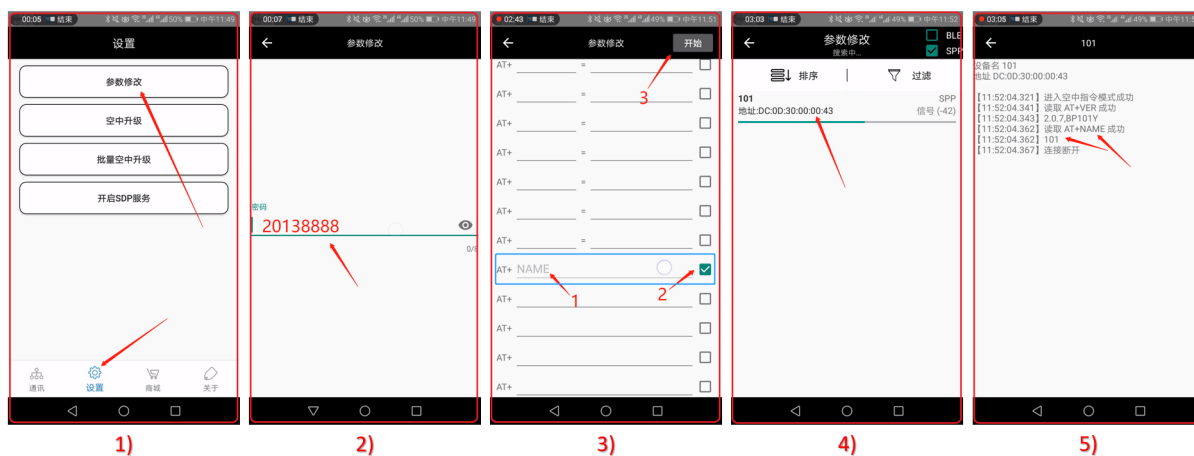 00:05 结束 50% 中午11:49
设置
参数修改
空中升级
批量空中升级
开启SDP服务
通讯 设置 商城 关于
1)
00:07 结束 50% 中午11:49
参数修改
密码
20138888
0/8
2)
02:43 结束 49% 中午11:51
参数修改 开始
AT+ =
3
AT+ =
AT+ =
AT+ =
AT+ =
AT+ =
AT+ =
AT+ NAME
1 2
AT+
AT+
AT+
AT+
3)
03:03 结束 49% 中午11:52
参数修改
搜索中...
BLE
SPP
排序 过滤
101 SPP
地址:DC:0D:30:00:00:43 信号 (-42)
4)
03:05 结束 49% 中午11:5
101
设备名 101
地址 DC:0D:30:00:00:43
【11:52:04.321】进入空中指令模式成功
【11:52:04.341】读取 AT+VER 成功
【11:52:04.343】2.0.7,BP101Y
【11:52:04.362】读取 AT+NAME 成功
【11:52:04.362】101
【11:52:04.367】连接断开
5)